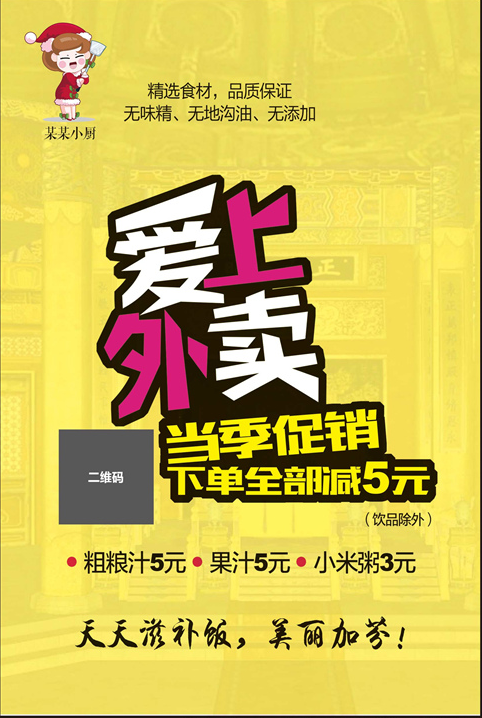 某某小厨
精选食材，品质保证
无味精、无地沟油、无添加
爱上
外卖
当季促销
下单全部减5元
二维码
（饮品除外）
• 粗粮汁5元 • 果汁5元 • 小米粥3元
天天滋补饭，美丽加芬！
正